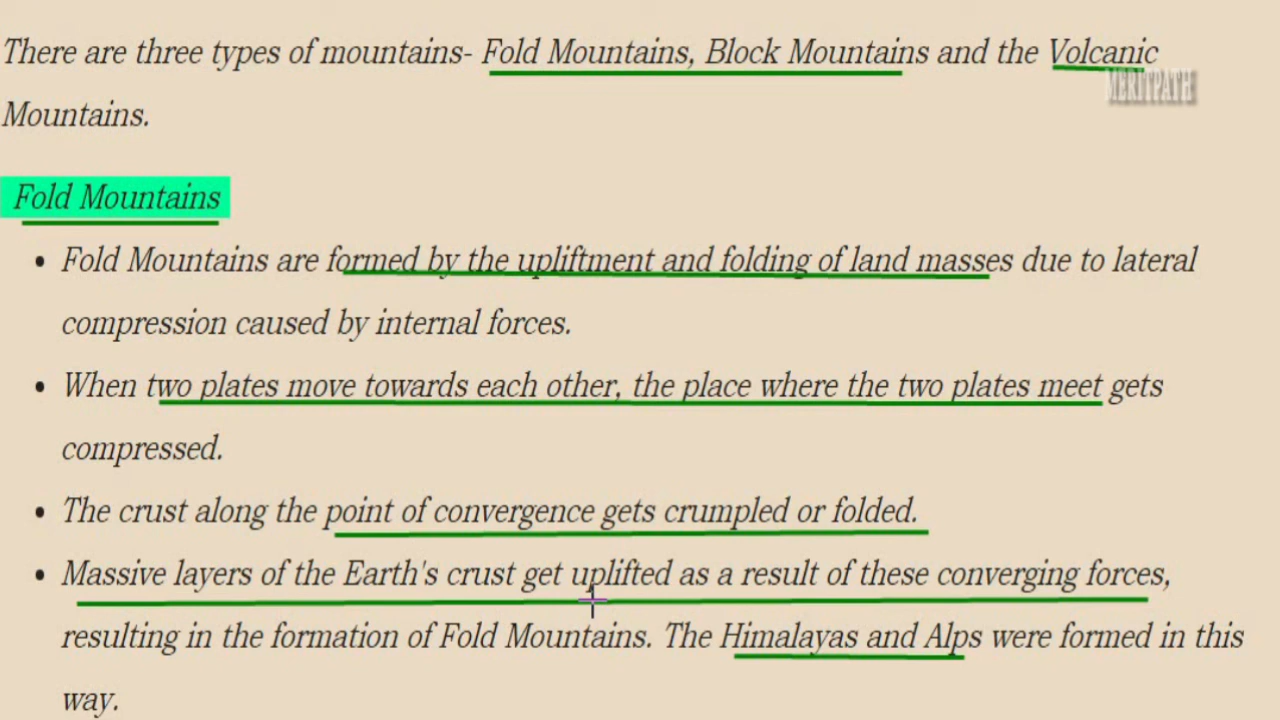 There are three types of mountains- Fold Mountains, Block Mountains and the Volcanic
MERITPATH
Mountains.
Fold Mountains
• Fold Mountains are formed by the upliftment and folding of land masses due to lateral
compression caused by internal forces.
• When two plates move towards each other, the place where the two plates meet gets
compressed.
• The crust along the point of convergence gets crumpled or folded.
• Massive layers of the Earth's crust get uplifted as a result of these converging forces,
resulting in the formation of Fold Mountains. The Himalayas and Alps were formed in this
way.